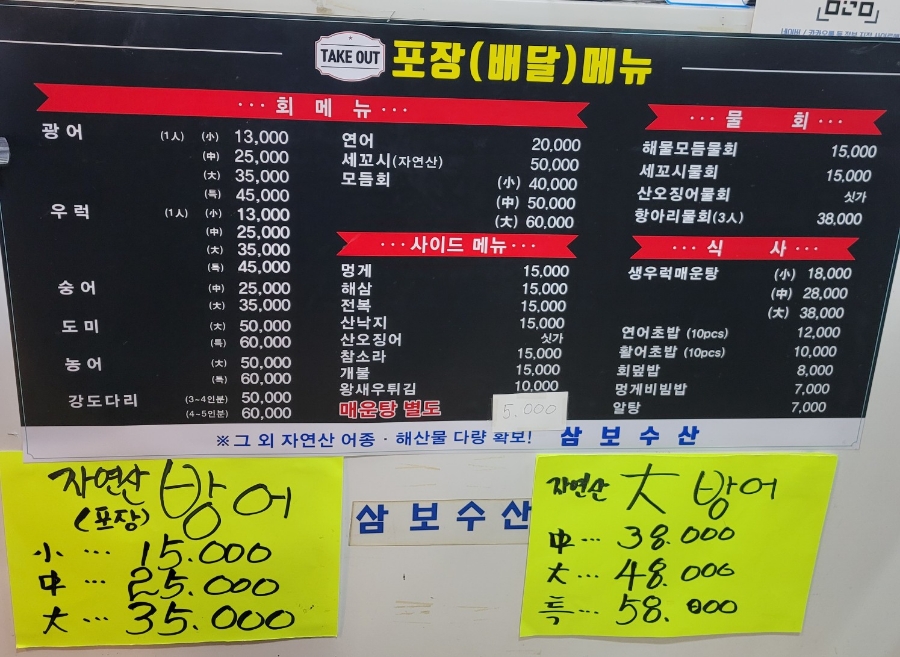 TAKE OUT 포장(배달)메뉴
··· 회 메 뉴 ···
광 어 (1人) (小) 13,000
(中) 25,000
(大) 35,000
(특) 45,000
우 럭 (1人) (小) 13,000
(中) 25,000
(大) 35,000
(특) 45,000
숭 어 (中) 25,000
(大) 35,000
도 미 (大) 50,000
(특) 60,000
농 어 (大) 50,000
(특) 60,000
강도다리 (3~4인분) 50,000
(4~5인분) 60,000
연어 20,000
세꼬시(자연산) 50,000
모듬회 (小) 40,000
(中) 50,000
(大) 60,000
···사이드 메뉴···
멍게 15,000
해삼 15,000
전복 15,000
산낙지 15,000
산오징어 싯가
참소라 15,000
개불 15,000
왕새우튀김 10,000
매운탕 별도 5.000
··· 물 회 ···
해물모듬물회 15,000
세꼬시물회 15,000
산오징어물회 싯가
항아리물회(3人) 38,000
··· 식 사 ···
생우럭매운탕 (小) 18,000
(中) 28,000
(大) 38,000
연어초밥 (10pcs) 12,000
활어초밥 (10pcs) 10,000
회덮밥 8,000
멍게비빔밥 7,000
알탕 7,000
※그 외 자연산 어종 · 해산물 다량 확보! 삼 보 수 산
자연산 방어
(포장)
小 ··· 15.000
中 ··· 25.000
大 ··· 35.000
삼 보 수 산
자연산 大 방어
中 ··· 38.000
大 ··· 48.000
특 ··· 58.000